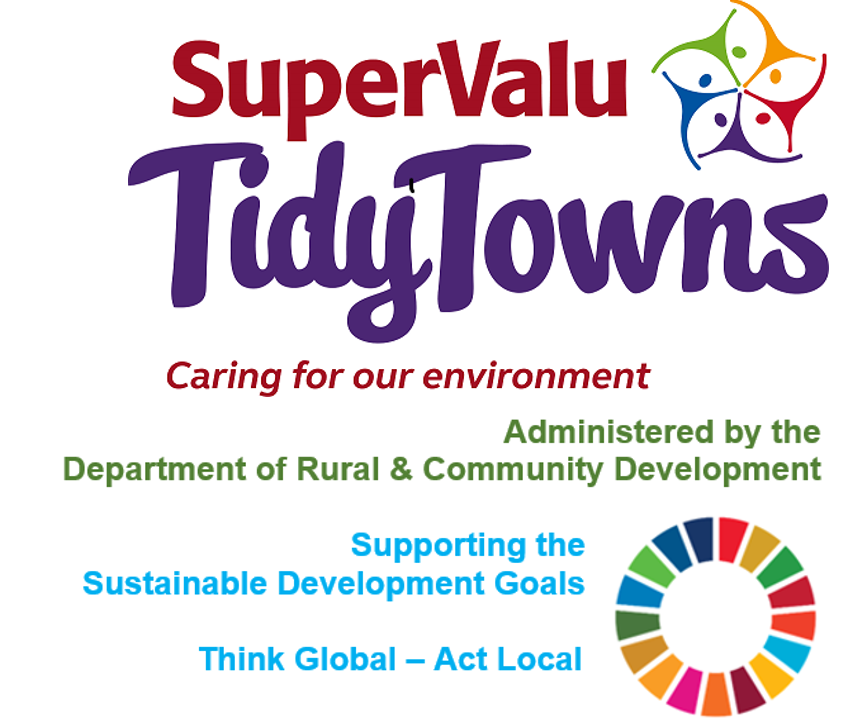 SuperValu
TidyTowns
Caring for our environment
Administered by the
Department of Rural & Community Development
Supporting the
Sustainable Development Goals
Think Global – Act Local